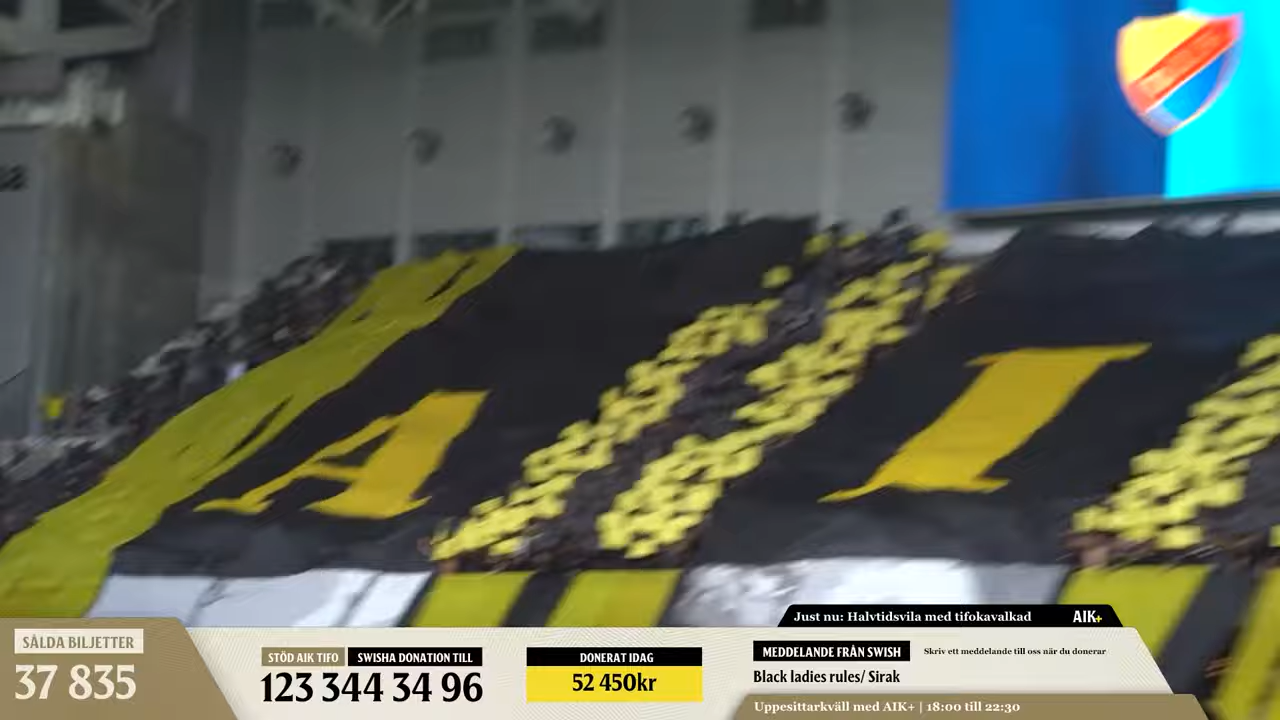 A I
Just nu: Halvtidsvila med tifokavalkad AIK+
SÅLDA BILJETTER
37 835
STÖD AIK TIFO SWISHA DONATION TILL
123 344 34 96
DONERAT IDAG
52 450kr
MEDDELANDE FRÅN SWISH Skriv ett meddelande till oss när du donerar
Black ladies rules/ Sirak
Uppesittarkväll med AIK+ | 18:00 till 22:30